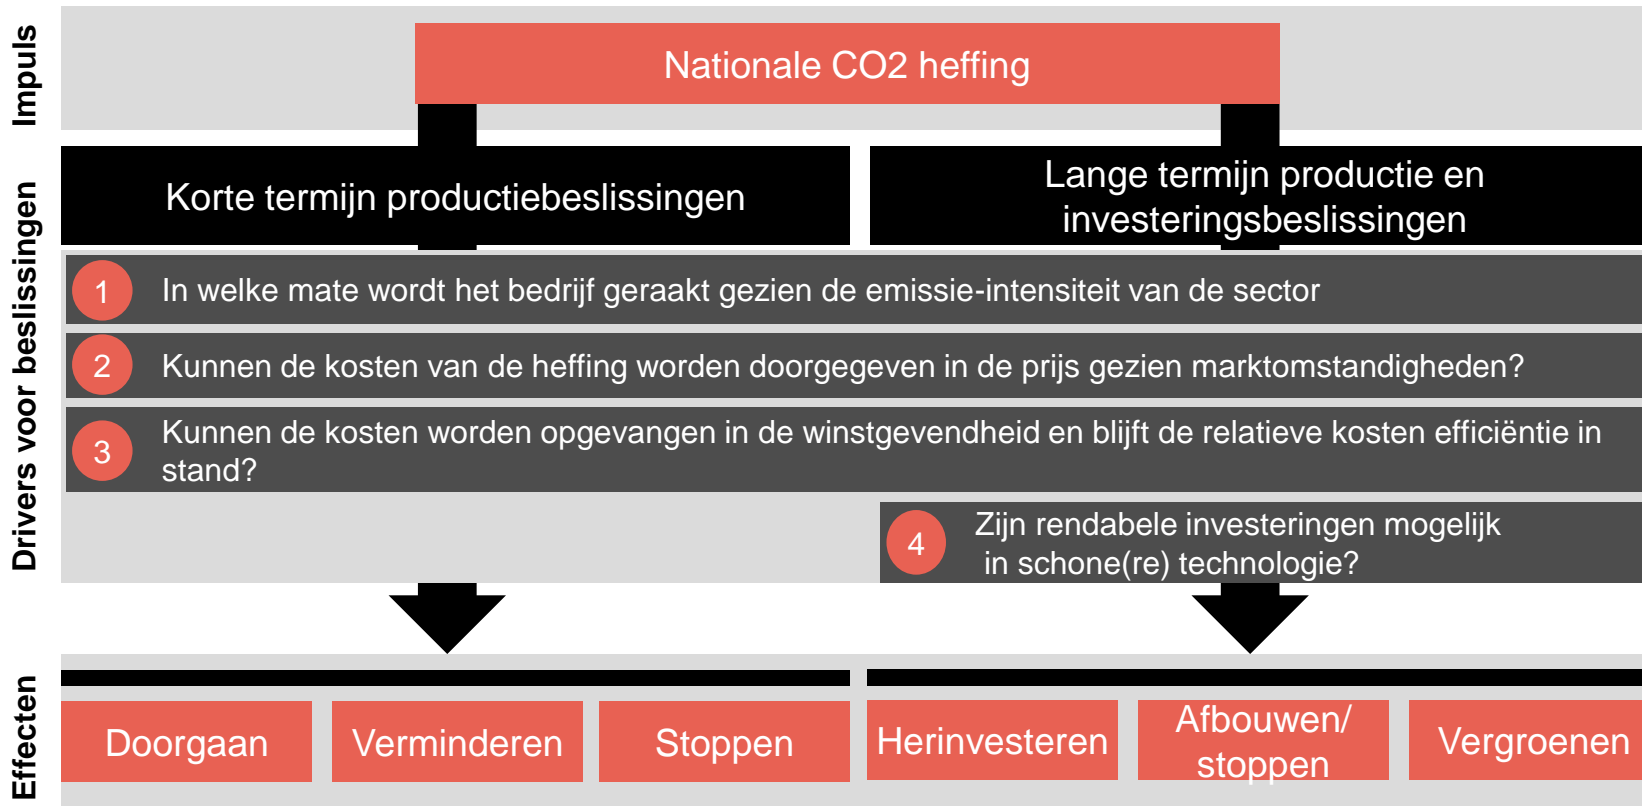 Impuls
Nationale CO2 heffing
Drivers voor beslissingen
Korte termijn productiebeslissingen
Lange termijn productie en
investeringsbeslissingen
1
In welke mate wordt het bedrijf geraakt gezien de emissie-intensiteit van de sector
2
Kunnen de kosten van de heffing worden doorgegeven in de prijs gezien marktomstandigheden?
3
Kunnen de kosten worden opgevangen in de winstgevendheid en blijft de relatieve kosten efficiëntie in
stand?
4
Zijn rendabele investeringen mogelijk
in schone(re) technologie?
Effecten
Doorgaan
Verminderen
Stoppen
Herinvesteren
Afbouwen/
stoppen
Vergroenen